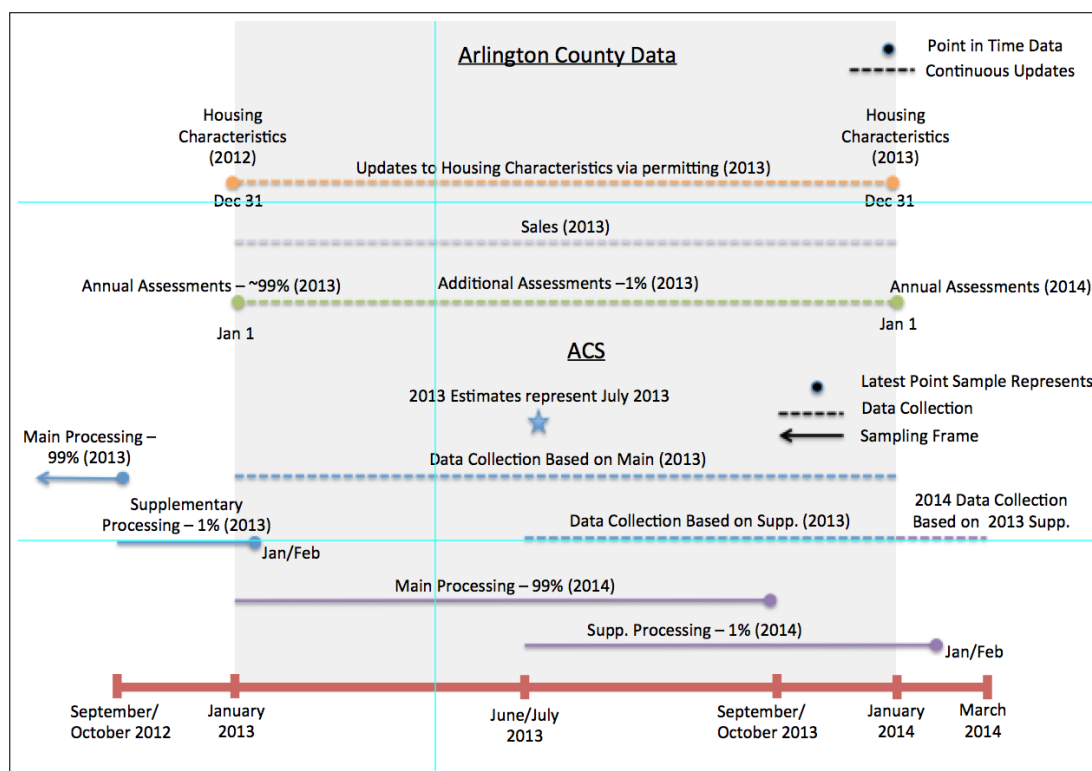 Arlington County Data
Point in Time Data
Continuous Updates
Housing
Characteristics
(2012)
Housing
Characteristics
(2013)
Updates to Housing Characteristics via permitting (2013)
Dec 31
Dec 31
Sales (2013)
Annual Assessments – ~99% (2013)
Additional Assessments –1% (2013)
Annual Assessments (2014)
Jan 1
Jan 1
ACS
2013 Estimates represent July 2013
Latest Point Sample Represents
Data Collection
Sampling Frame
Main Processing –
99% (2013)
Data Collection Based on Main (2013)
Supplementary
Processing – 1% (2013)
Jan/Feb
Data Collection Based on Supp. (2013)
2014 Data Collection
Based on 2013 Supp.
Main Processing – 99% (2014)
Supp. Processing – 1% (2014)
Jan/Feb
September/
October 2012
January
2013
June/July
2013
September/
October 2013
January
2014
March
2014